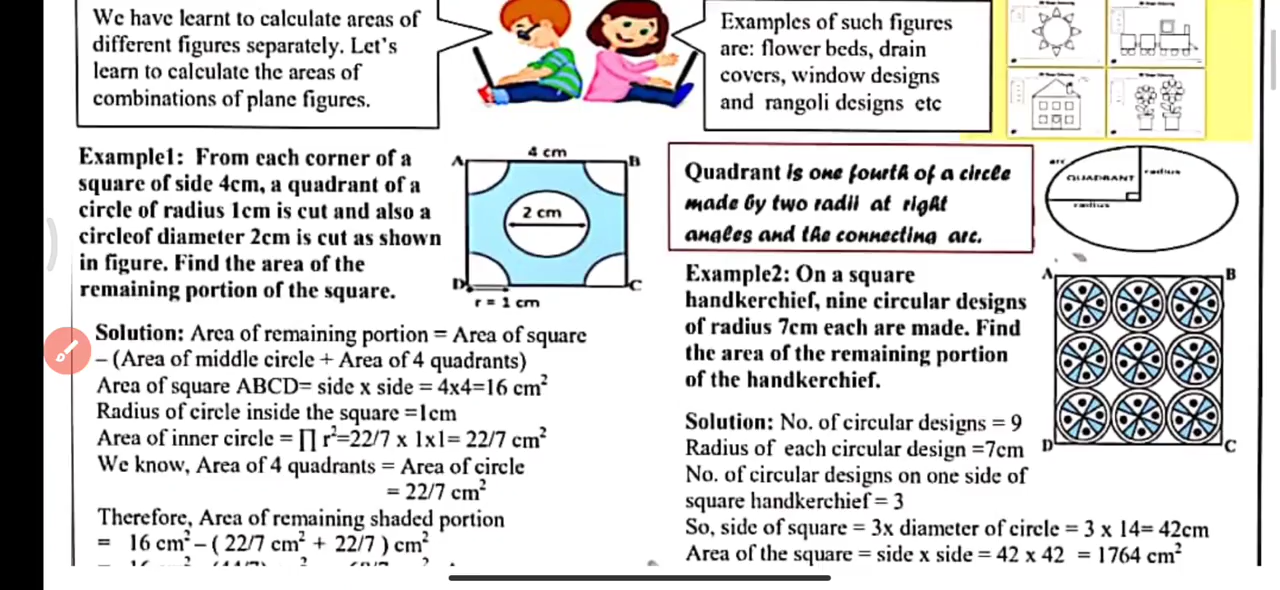 We have learnt to calculate areas of
different figures separately. Let's
learn to calculate the areas of
combinations of plane figures.
Examples of such figures
are: flower beds, drain
covers, window designs
and rangoli designs etc
Example1: From each corner of a
square of side 4cm, a quadrant of a
circle of radius 1cm is cut and also a
circleof diameter 2cm is cut as shown
in figure. Find the area of the
remaining portion of the square.
A
4 cm
B
2 cm
D
C
r = 1 cm
Solution: Area of remaining portion = Area of square
– (Area of middle circle + Area of 4 quadrants)
Area of square ABCD= side x side = 4x4=16 cm²
Radius of circle inside the square =1cm
Area of inner circle = ∏ r²=22/7 x 1x1= 22/7 cm²
We know, Area of 4 quadrants = Area of circle
= 22/7 cm²
Therefore, Area of remaining shaded portion
= 16 cm² – ( 22/7 cm² + 22/7 ) cm²
Quadrant is one fourth of a circle
made by two radii at right
angles and the connecting arc.
arc
QUADRANT
radius
radius
Example2: On a square
handkerchief, nine circular designs
of radius 7cm each are made. Find
the area of the remaining portion
of the handkerchief.
A
B
D
C
Solution: No. of circular designs = 9
Radius of each circular design =7cm
No. of circular designs on one side of
square handkerchief = 3
So, side of square = 3x diameter of circle = 3 x 14= 42cm
Area of the square = side x side = 42 x 42 = 1764 cm²